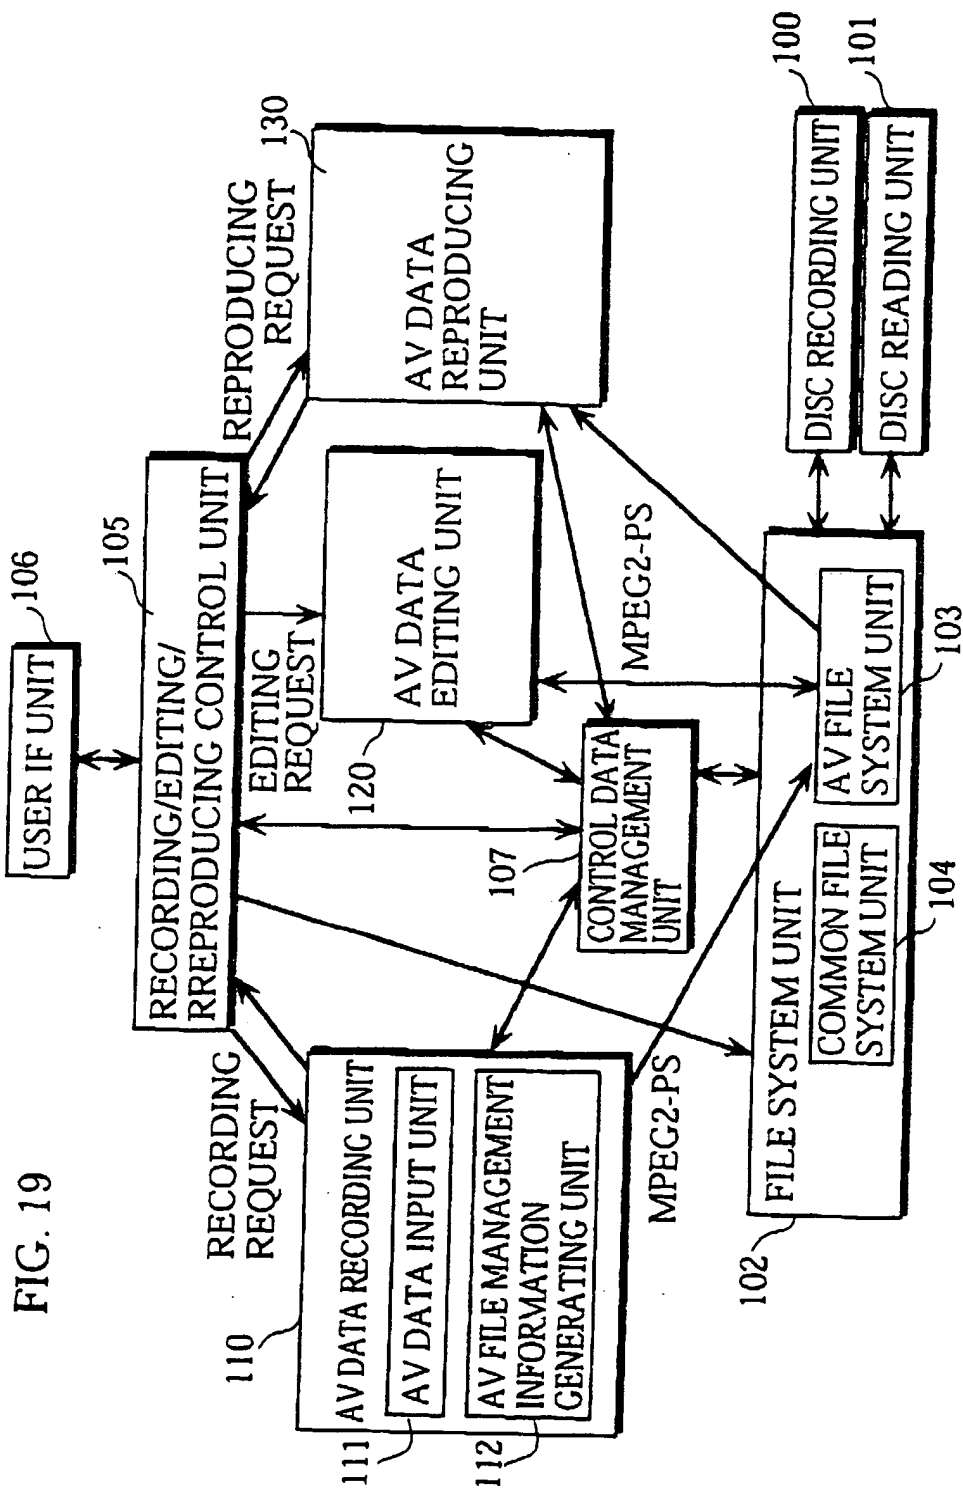 FIG. 19
USER IF UNIT
106
105
RECORDING/EDITING/
RREPRODUCING CONTROL UNIT
RECORDING
REQUEST
EDITING
REQUEST
REPRODUCING
REQUEST
110
AV DATA RECORDING UNIT
111
AV DATA INPUT UNIT
112
AV FILE MANAGEMENT
INFORMATION
GENERATING UNIT
120
AV DATA
EDITING UNIT
130
AV DATA
REPRODUCING
UNIT
107
CONTROL DATA
MANAGEMENT
UNIT
MPEG2-PS
MPEG2-PS
102
FILE SYSTEM UNIT
COMMON FILE
SYSTEM UNIT
104
AV FILE
SYSTEM UNIT
103
DISC RECORDING UNIT
100
DISC READING UNIT
101